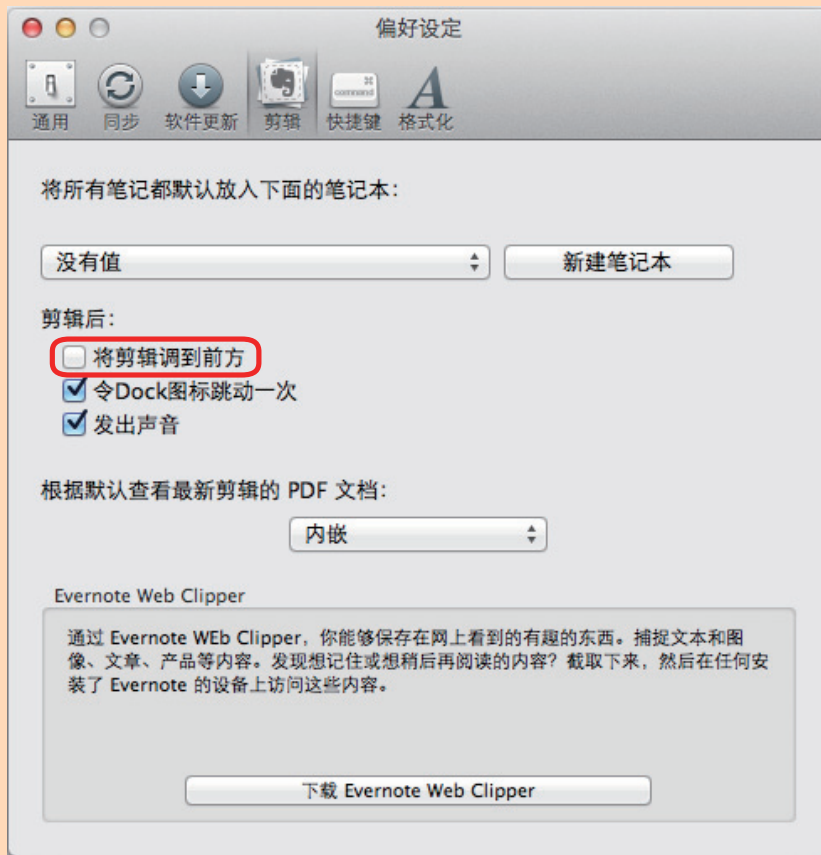 偏好设定
通用 同步 软件更新 剪辑 快捷键 格式化
将所有笔记都默认放入下面的笔记本：
没有值 新建笔记本
剪辑后：
将剪辑调到前方
令Dock图标跳动一次
发出声音
根据默认查看最新剪辑的 PDF 文档：
内嵌
Evernote Web Clipper
通过 Evernote WEb Clipper，你能够保存在网上看到的有趣的东西。捕捉文本和图
像、文章、产品等内容。发现想记住或想稍后再阅读的内容？截取下来，然后在任何安
装了 Evernote 的设备上访问这些内容。
下载 Evernote Web Clipper